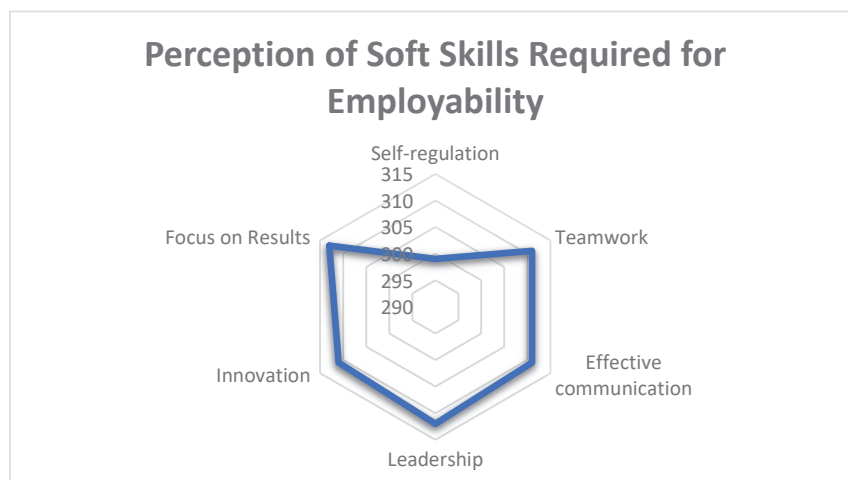 Perception of Soft Skills Required for
Employability
Self-regulation
315
310
305
300
295
290
Teamwork
Effective
communication
Leadership
Innovation
Focus on Results